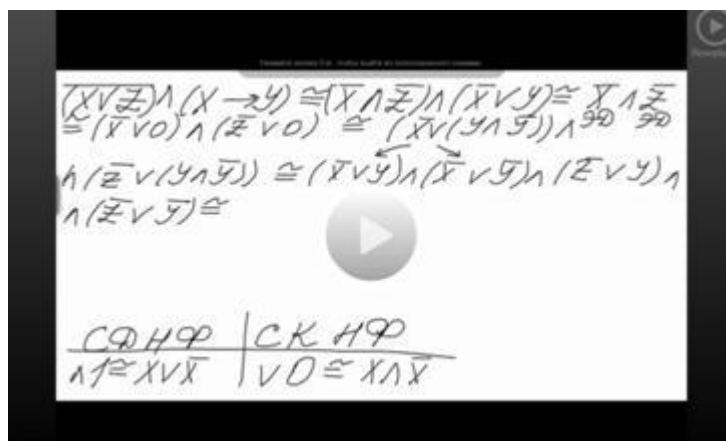 (X̅∨Z̅)∧(X→Y)≅(X̅∧Z̅)∧(X̅∨Y)≅X̅∧Z̅
≅(X̅∨0)∧(Z̅∨0) ≅ (X̅∨(Y∧Y̅))∧
∧(Z̅∨(Y∧Y̅)) ≅(X̅∨Y)∧(X̅∨Y̅)∧(Z̅∨Y)∧
∧(Z̅∨Y̅)≅
СДНФ | СКНФ
∧1≅X∨X̅ | ∨0≅X∧X̅